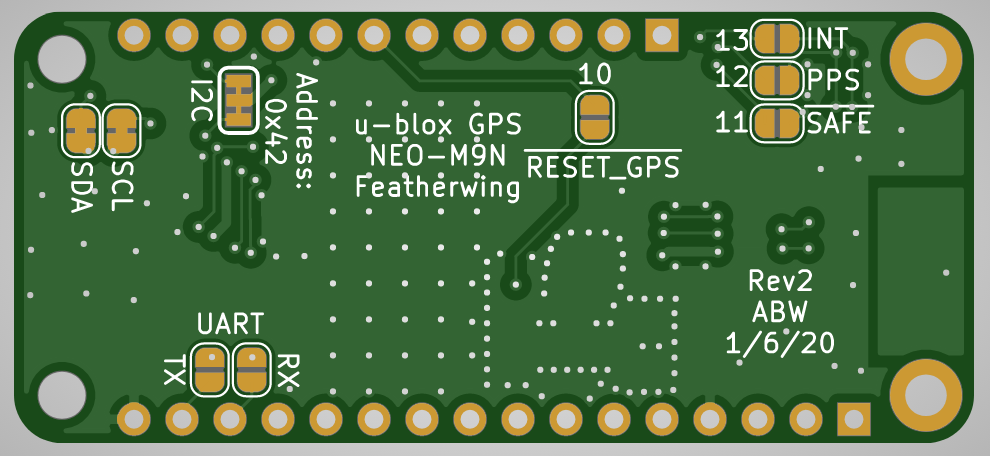 13 INT
12 PPS
11 SAFE
10
RESET_GPS
I2C
Address:
0x42
u-blox GPS
NEO-M9N
Featherwing
SDA
SCL
Rev2
ABW
1/6/20
UART
TX
RX